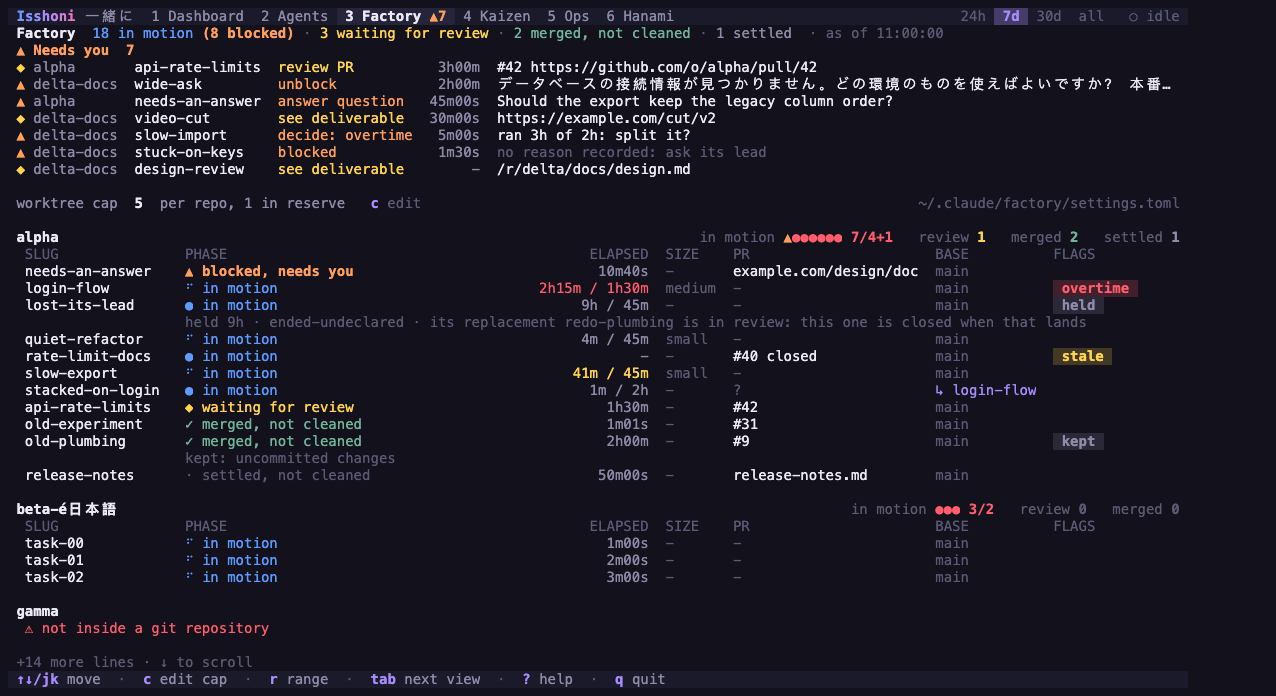 Isshoni 一緒に 1 Dashboard 2 Agents 3 Factory ▲7 4 Kaizen 5 Ops 6 Hanami 24h 7d 30d all ○ idle
Factory 18 in motion (8 blocked) · 3 waiting for review · 2 merged, not cleaned · 1 settled · as of 11:00:00
▲ Needs you 7
◆ alpha api-rate-limits review PR 3h00m #42 https://github.com/o/alpha/pull/42
▲ delta-docs wide-ask unblock 2h00m データベースの接続情報が見つかりません。どの環境のものを使えばよいですか? 本番…
▲ alpha needs-an-answer answer question 45m00s Should the export keep the legacy column order?
◆ delta-docs video-cut see deliverable 30m00s https://example.com/cut/v2
▲ delta-docs slow-import decide: overtime 5m00s ran 3h of 2h: split it?
▲ delta-docs stuck-on-keys blocked 1m30s no reason recorded: ask its lead
◆ delta-docs design-review see deliverable – /r/delta/docs/design.md
worktree cap 5 per repo, 1 in reserve c edit ~/.claude/factory/settings.toml
alpha in motion ▲●●●●●● 7/4+1 review 1 merged 2 settled 1
SLUG PHASE ELAPSED SIZE PR BASE FLAGS
needs-an-answer ▲ blocked, needs you 10m40s – example.com/design/doc main
login-flow ⠋ in motion 2h15m / 1h30m medium – main overtime
lost-its-lead ● in motion 9h / 45m – – main held
held 9h · ended-undeclared · its replacement redo-plumbing is in review: this one is closed when that lands
quiet-refactor ⠋ in motion 4m / 45m small – main
rate-limit-docs ● in motion – – #40 closed main stale
slow-export ⠋ in motion 41m / 45m small – main
stacked-on-login ● in motion 1m / 2h – ? ↳ login-flow
api-rate-limits ◆ waiting for review 1h30m – #42 main
old-experiment ✓ merged, not cleaned 1m01s – #31 main
old-plumbing ✓ merged, not cleaned 2h00m – #9 main kept
kept: uncommitted changes
release-notes · settled, not cleaned 50m00s – release-notes.md main
beta-é日本語 in motion ●●● 3/2 review 0 merged 0
SLUG PHASE ELAPSED SIZE PR BASE FLAGS
task-00 ⠋ in motion 1m00s – – main
task-01 ⠋ in motion 2m00s – – main
task-02 ⠋ in motion 3m00s – – main
gamma
⚠ not inside a git repository
+14 more lines · ↓ to scroll
↑↓/jk move · c edit cap · r range · tab next view · ? help · q quit